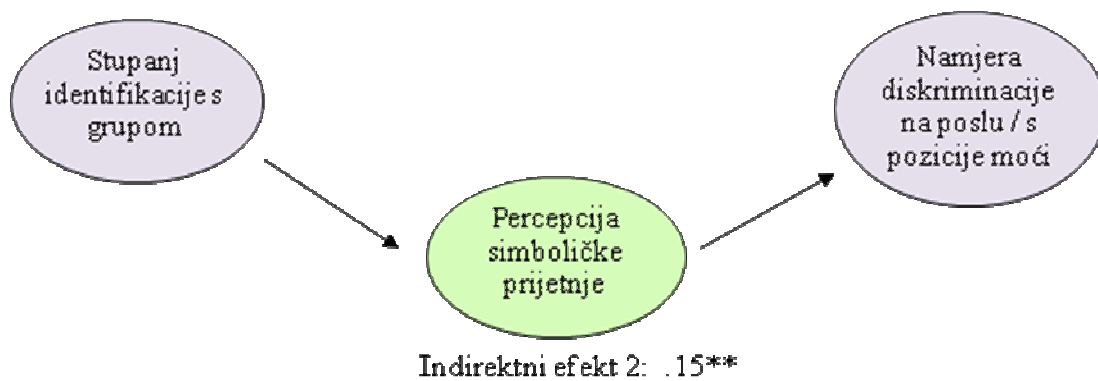 Stupanj
identifikacije s
grupom
Namjera
diskriminacije
na poslu / s
pozicije moći
Percepcija
simboličke
prijetnje
Indirektni efekt 2: .15**